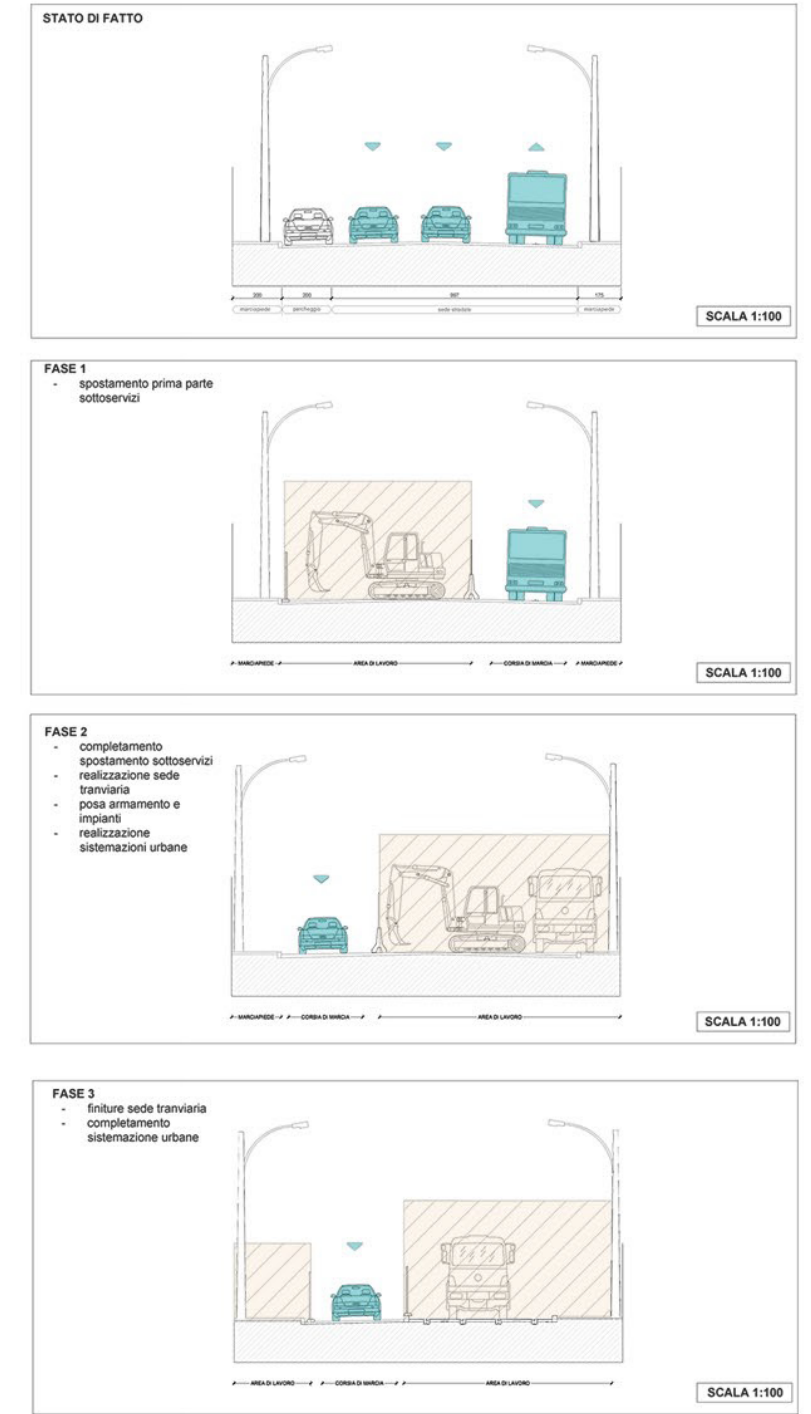 STATO DI FATTO
200
997
175
marciapiede
parcheggio
sede stradale
marciapiede
SCALA 1:100
FASE 1
- spostamento prima parte
sottoservizi
MARCIAPIEDE
AREA DI LAVORO
CORSIA DI MARCIA
MARCIAPIEDE
SCALA 1:100
FASE 2
- completamento
spostamento sottoservizi
- realizzazione sede
tranviaria
- posa armamento e
impianti
- realizzazione
sistemazioni urbane
MARCIAPIEDE
CORSIA DI MARCIA
AREA DI LAVORO
SCALA 1:100
FASE 3
- finiture sede tranviaria
- completamento
sistemazione urbane
AREA DI LAVORO
CORSIA DI MARCIA
AREA DI LAVORO
SCALA 1:100